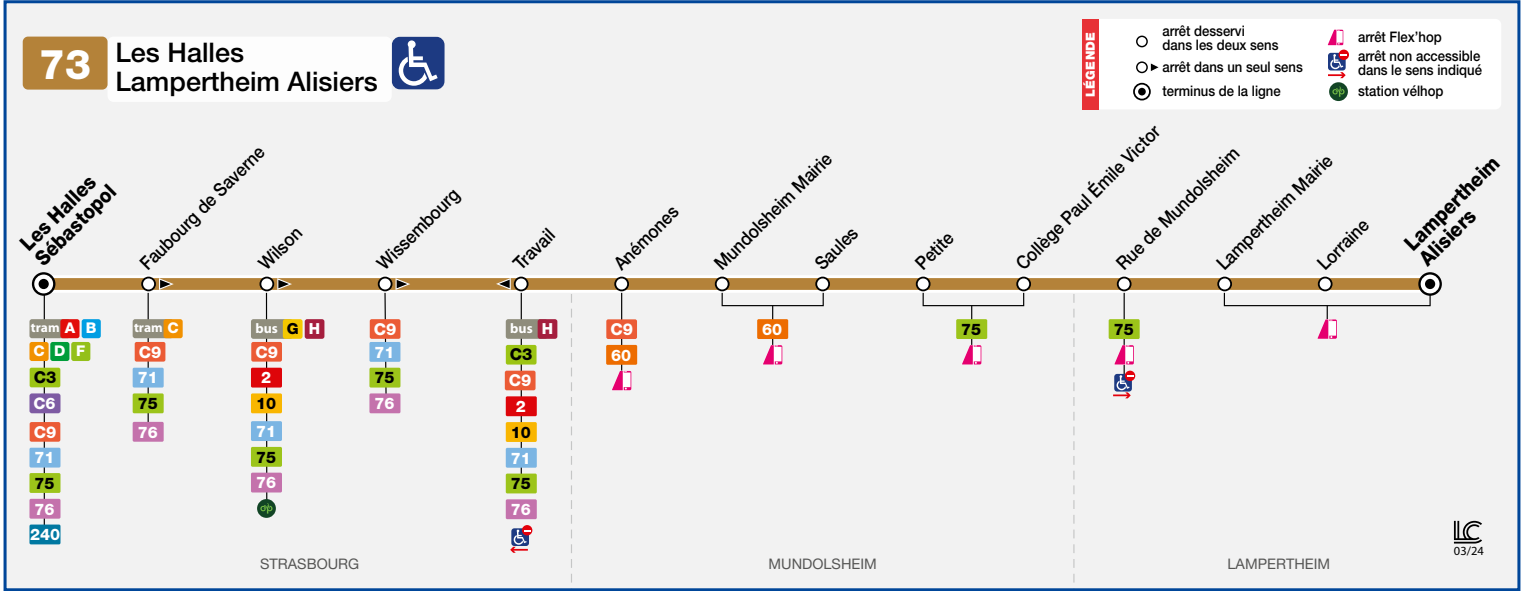 73
Les Halles
Lampertheim Alisiers
LÉGENDE
arrêt desservi
dans les deux sens
arrêt dans un seul sens
terminus de la ligne
arrêt Flex'hop
arrêt non accessible
dans le sens indiqué
station vélhop
Les Halles
Sébastopol
Faubourg de Saverne
Wilson
Wissembourg
Travail
Anémones
Mundolsheim Mairie
Saules
Petite
Collège Paul Émile Victor
Rue de Mundolsheim
Lampertheim Mairie
Lorraine
Lampertheim
Alisiers
tram A B
C D F
C3
C6
C9
71
75
76
240
tram C
C9
71
75
76
bus G H
C9
2
10
71
75
76
C9
71
75
76
bus H
C3
C9
2
10
71
75
76
C9
60
60
75
75
STRASBOURG
MUNDOLSHEIM
LAMPERTHEIM
LC
03/24